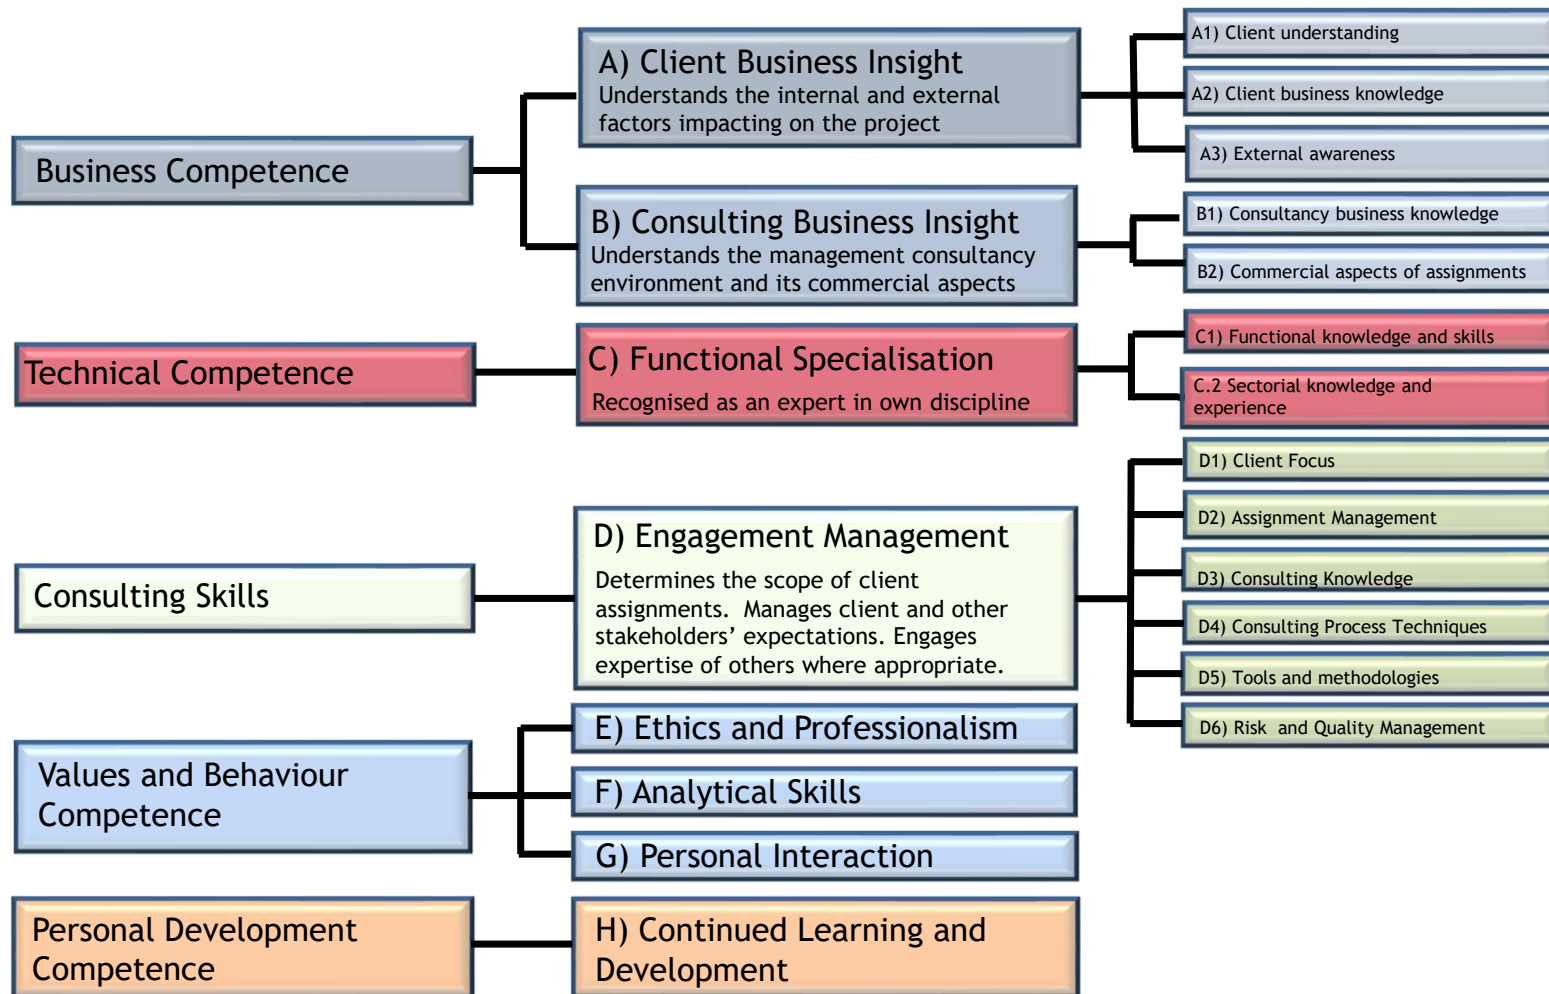 Business Competence
A) Client Business Insight
Understands the internal and external
factors impacting on the project
A1) Client understanding
A2) Client business knowledge
A3) External awareness
B) Consulting Business Insight
Understands the management consultancy
environment and its commercial aspects
B1) Consultancy business knowledge
B2) Commercial aspects of assignments
Technical Competence
C) Functional Specialisation
Recognised as an expert in own discipline
C1) Functional knowledge and skills
C.2 Sectorial knowledge and
experience
Consulting Skills
D) Engagement Management
Determines the scope of client
assignments.  Manages client and other
stakeholders’ expectations. Engages
expertise of others where appropriate.
D1) Client Focus
D2) Assignment Management
D3) Consulting Knowledge
D4) Consulting Process Techniques
D5) Tools and methodologies
D6) Risk  and Quality Management
Values and Behaviour
Competence
E) Ethics and Professionalism
F) Analytical Skills
G) Personal Interaction
Personal Development
Competence
H) Continued Learning and
Development